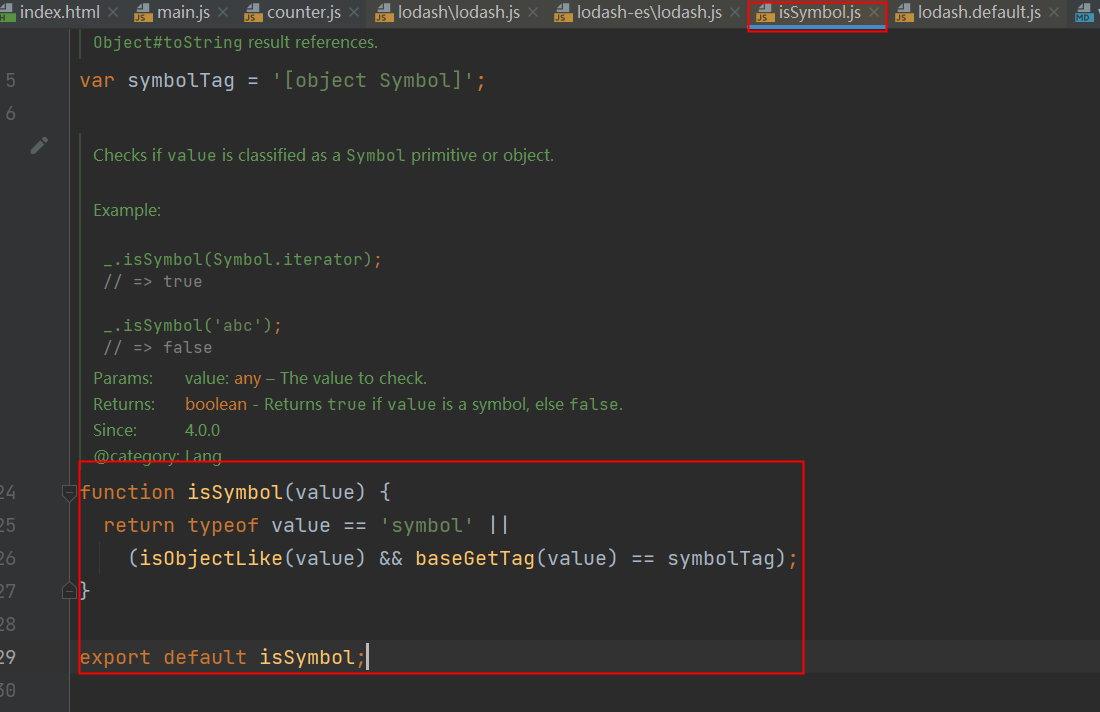 index.html main.js counter.js lodash\lodash.js lodash-es\lodash.js isSymbol.js lodash.default.js
Object#toString result references.
5 var symbolTag = '[object Symbol]';
6
Checks if value is classified as a Symbol primitive or object.
Example:
_.isSymbol(Symbol.iterator);
// => true
_.isSymbol('abc');
// => false
Params: value: any – The value to check.
Returns: boolean - Returns true if value is a symbol, else false.
Since: 4.0.0
@category: Lang
24 function isSymbol(value) {
25 return typeof value == 'symbol' ||
26 (isObjectLike(value) && baseGetTag(value) == symbolTag);
27 }
28
29 export default isSymbol;
30